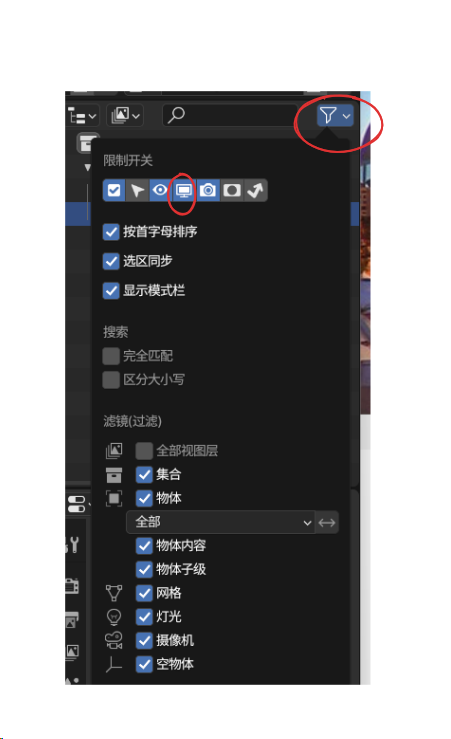 限制开关
按首字母排序
选区同步
显示模式栏
搜索
完全匹配
区分大小写
滤镜(过滤)
全部视图层
集合
物体
全部
物体内容
物体子级
网格
灯光
摄像机
空物体